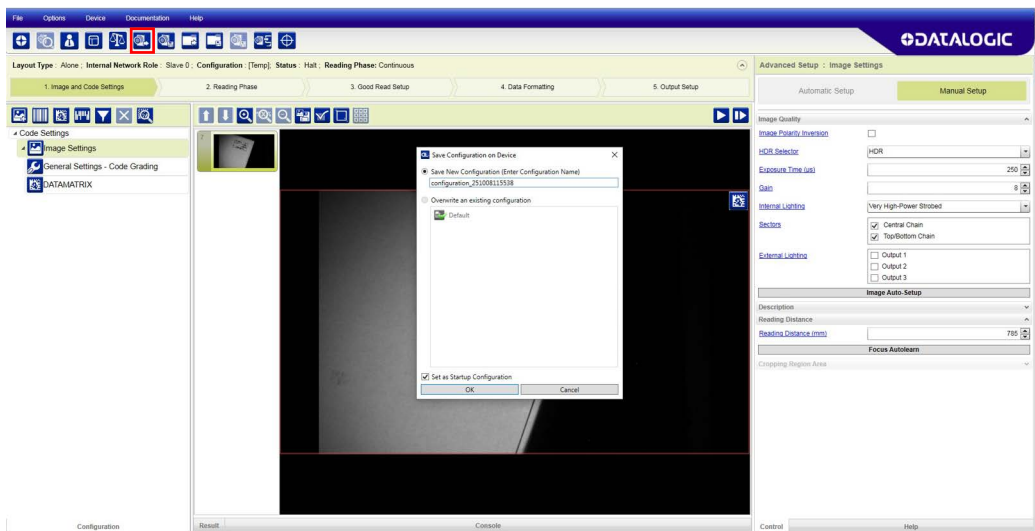 File Options Device Documentation Help
DATALOGIC
Layout Type : Alone ; Internal Network Role : Slave 0 ; Configuration : [Temp]; Status : Halt ; Reading Phase: Continuous
1. Image and Code Settings 2. Reading Phase 3. Good Read Setup 4. Data Formatting 5. Output Setup
Code Settings
Image Settings
General Settings - Code Grading
DATAMATRIX
Configuration
7
Save Configuration on Device
Save New Configuration (Enter Configuration Name)
configuration_251008115538
Overwrite an existing configuration
Default
Set as Startup Configuration
OK Cancel
Result Console
Advanced Setup : Image Settings
Automatic Setup Manual Setup
Image Quality
Image Polarity Inversion
HDR Selector HDR
Exposure Time (us) 250
Gain 8
Internal Lighting Very High-Power Strobed
Sectors Central Chain
Top/Bottom Chain
External Lighting Output 1
Output 2
Output 3
Image Auto-Setup
Description
Reading Distance
Reading Distance (mm) 785
Focus Autolearn
Cropping Region Area
Control Help